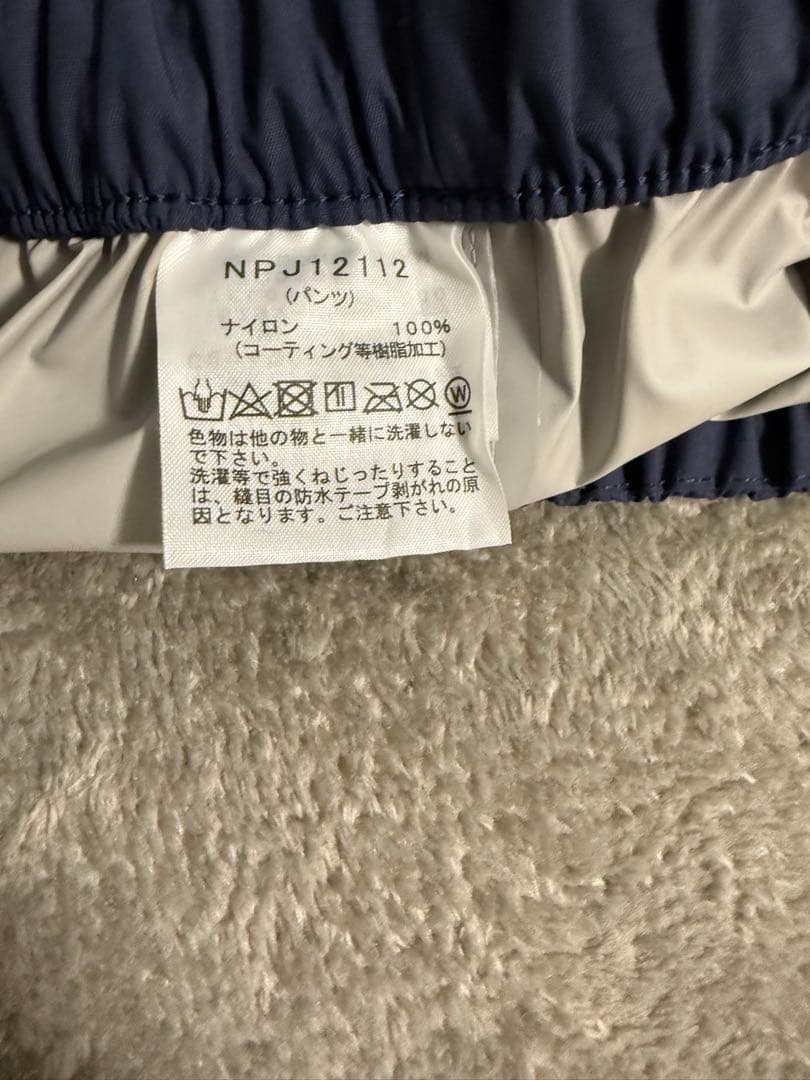 NPJ12112
(パンツ)
ナイロン 100%
(コーティング等樹脂加工)
W
色物は他の物と一緒に洗濯しない
で下さい。
洗濯等で強くねじったりすること
は、縫目の防水テープ剥がれの原
因となります。ご注意下さい。